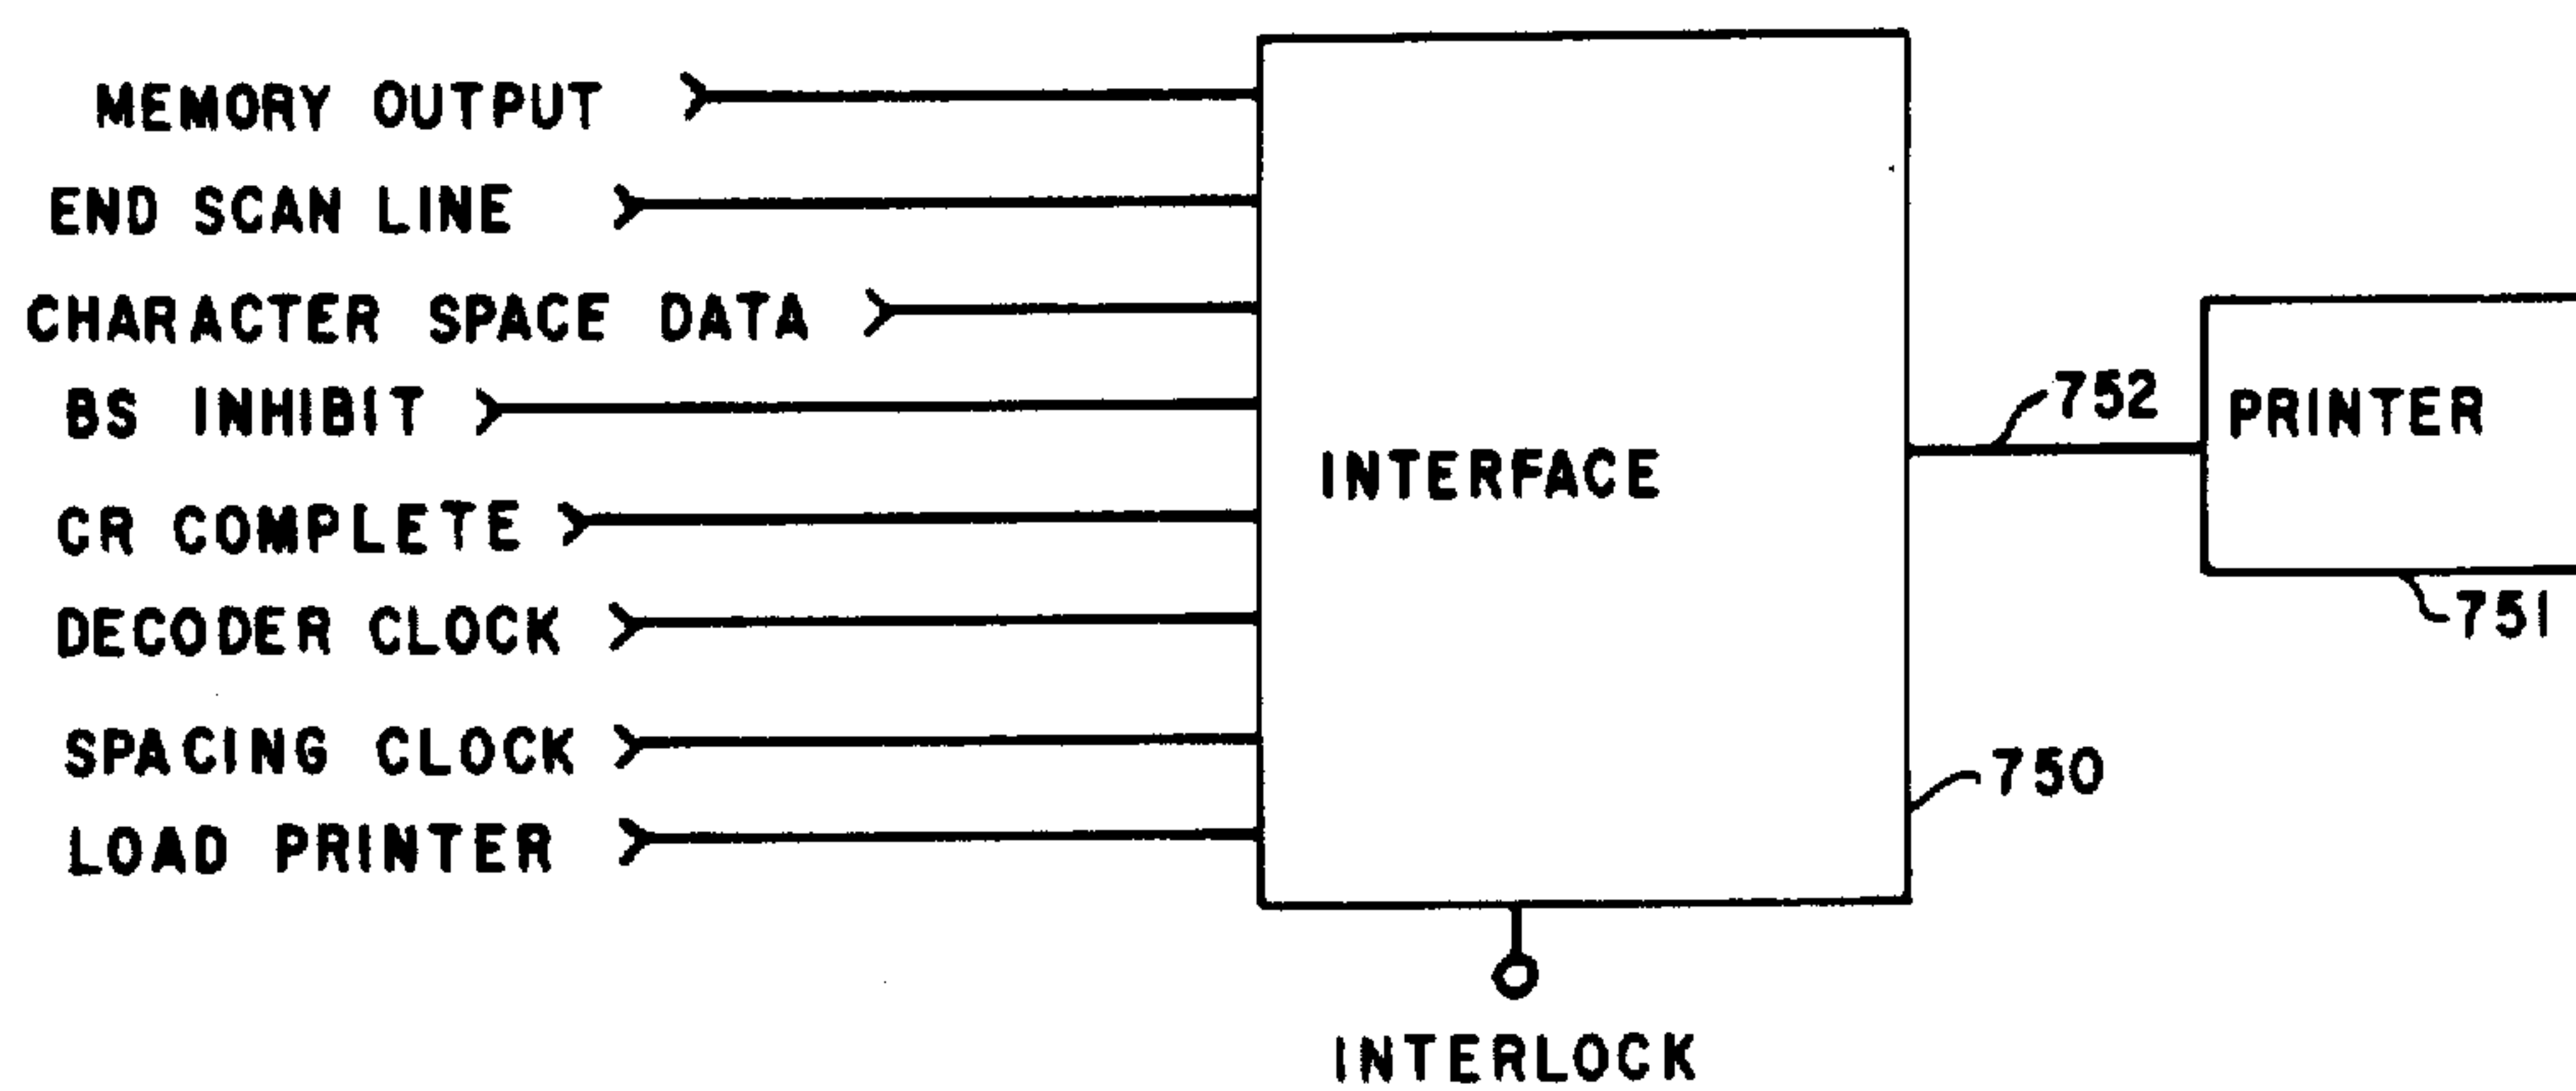 MEMORY OUTPUT
END SCAN LINE
CHARACTER SPACE DATA
BS INHIBIT
CR COMPLETE
DECODER CLOCK
SPACING CLOCK
LOAD PRINTER
INTERFACE
752
PRINTER
751
750
INTERLOCK